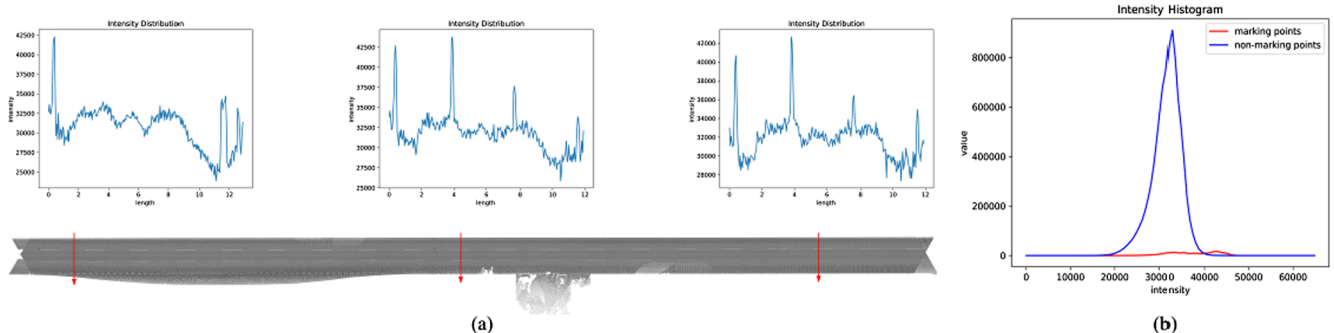 Intensity Distribution
42500
40000
37500
35000
32500
30000
27500
25000
intensity
0 2 4 6 8 10 12
length
Intensity Distribution
42500
40000
37500
35000
32500
30000
27500
25000
intensity
0 2 4 6 8 10 12
length
Intensity Distribution
42000
40000
38000
36000
34000
32000
30000
28000
intensity
0 2 4 6 8 10 12
length
(a)
Intensity Histogram
marking points
non-marking points
800000
600000
400000
200000
0
value
0 10000 20000 30000 40000 50000 60000
intensity
(b)